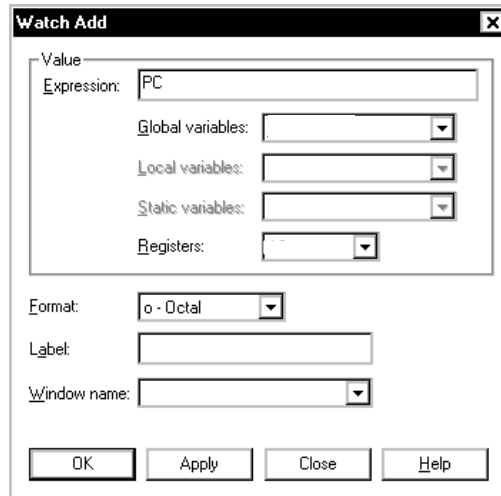 Watch Add
Value
Expression: PC
Global variables:
Local variables:
Static variables:
Registers:
Format: o - Octal
Label:
Window name:
OK Apply Close Help